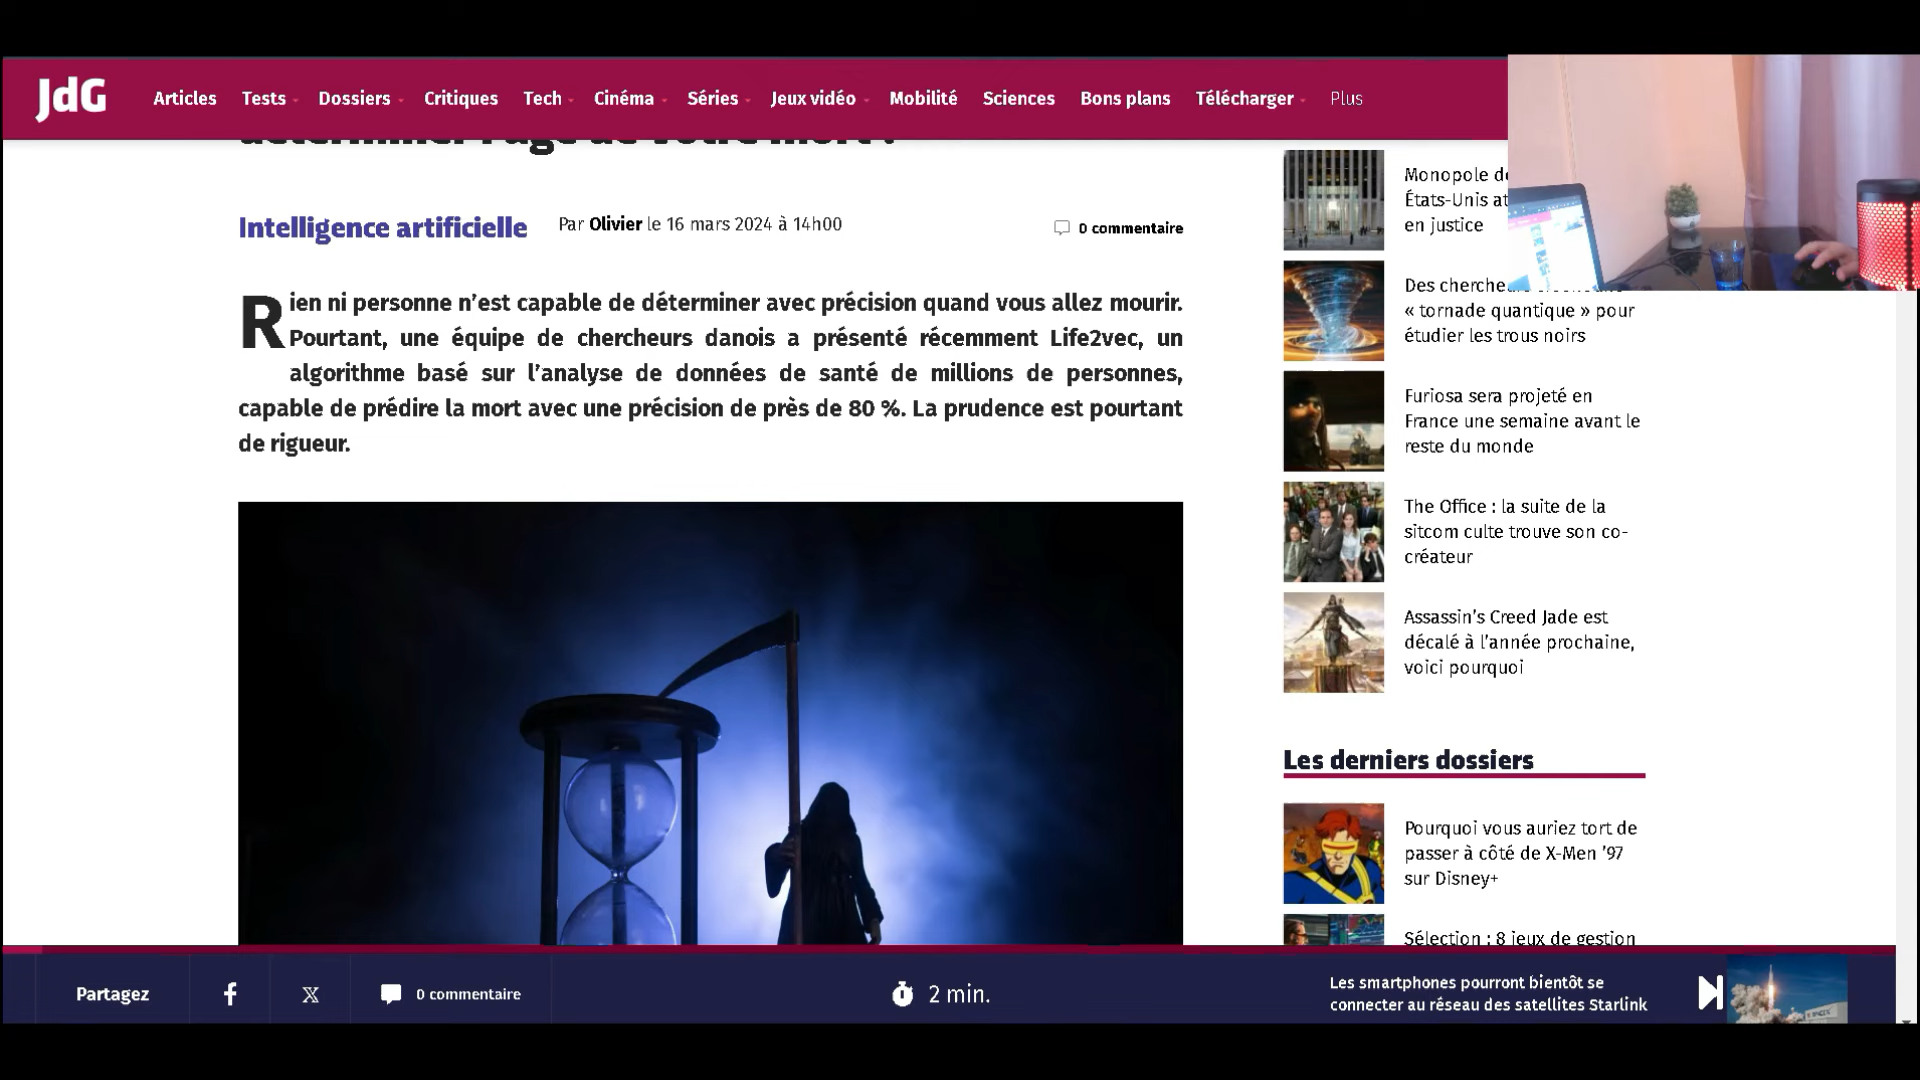 JdG
Articles Tests Dossiers Critiques Tech Cinéma Séries Jeux vidéo Mobilité Sciences Bons plans Télécharger Plus
déterminer l'âge de votre mort ?
Intelligence artificielle
Par Olivier le 16 mars 2024 à 14h00
0 commentaire
Rien ni personne n’est capable de déterminer avec précision quand vous allez mourir.
Pourtant, une équipe de chercheurs danois a présenté récemment Life2vec, un
algorithme basé sur l’analyse de données de santé de millions de personnes,
capable de prédire la mort avec une précision de près de 80 %. La prudence est pourtant
de rigueur.
Monopole
États-Unis
en justice
Des
« tornade quantique » pour
étudier les trous noirs
Furiosa sera projeté en
France une semaine avant le
reste du monde
The Office : la suite de la
sitcom culte trouve son co-
créateur
Assassin’s Creed Jade est
décalé à l’année prochaine,
voici pourquoi
Les derniers dossiers
Pourquoi vous auriez tort de
passer à côté de X-Men ’97
sur Disney+
Sélection : 8 jeux de gestion
Partagez
0 commentaire
2 min.
Les smartphones pourront bientôt se
connecter au réseau des satellites Starlink